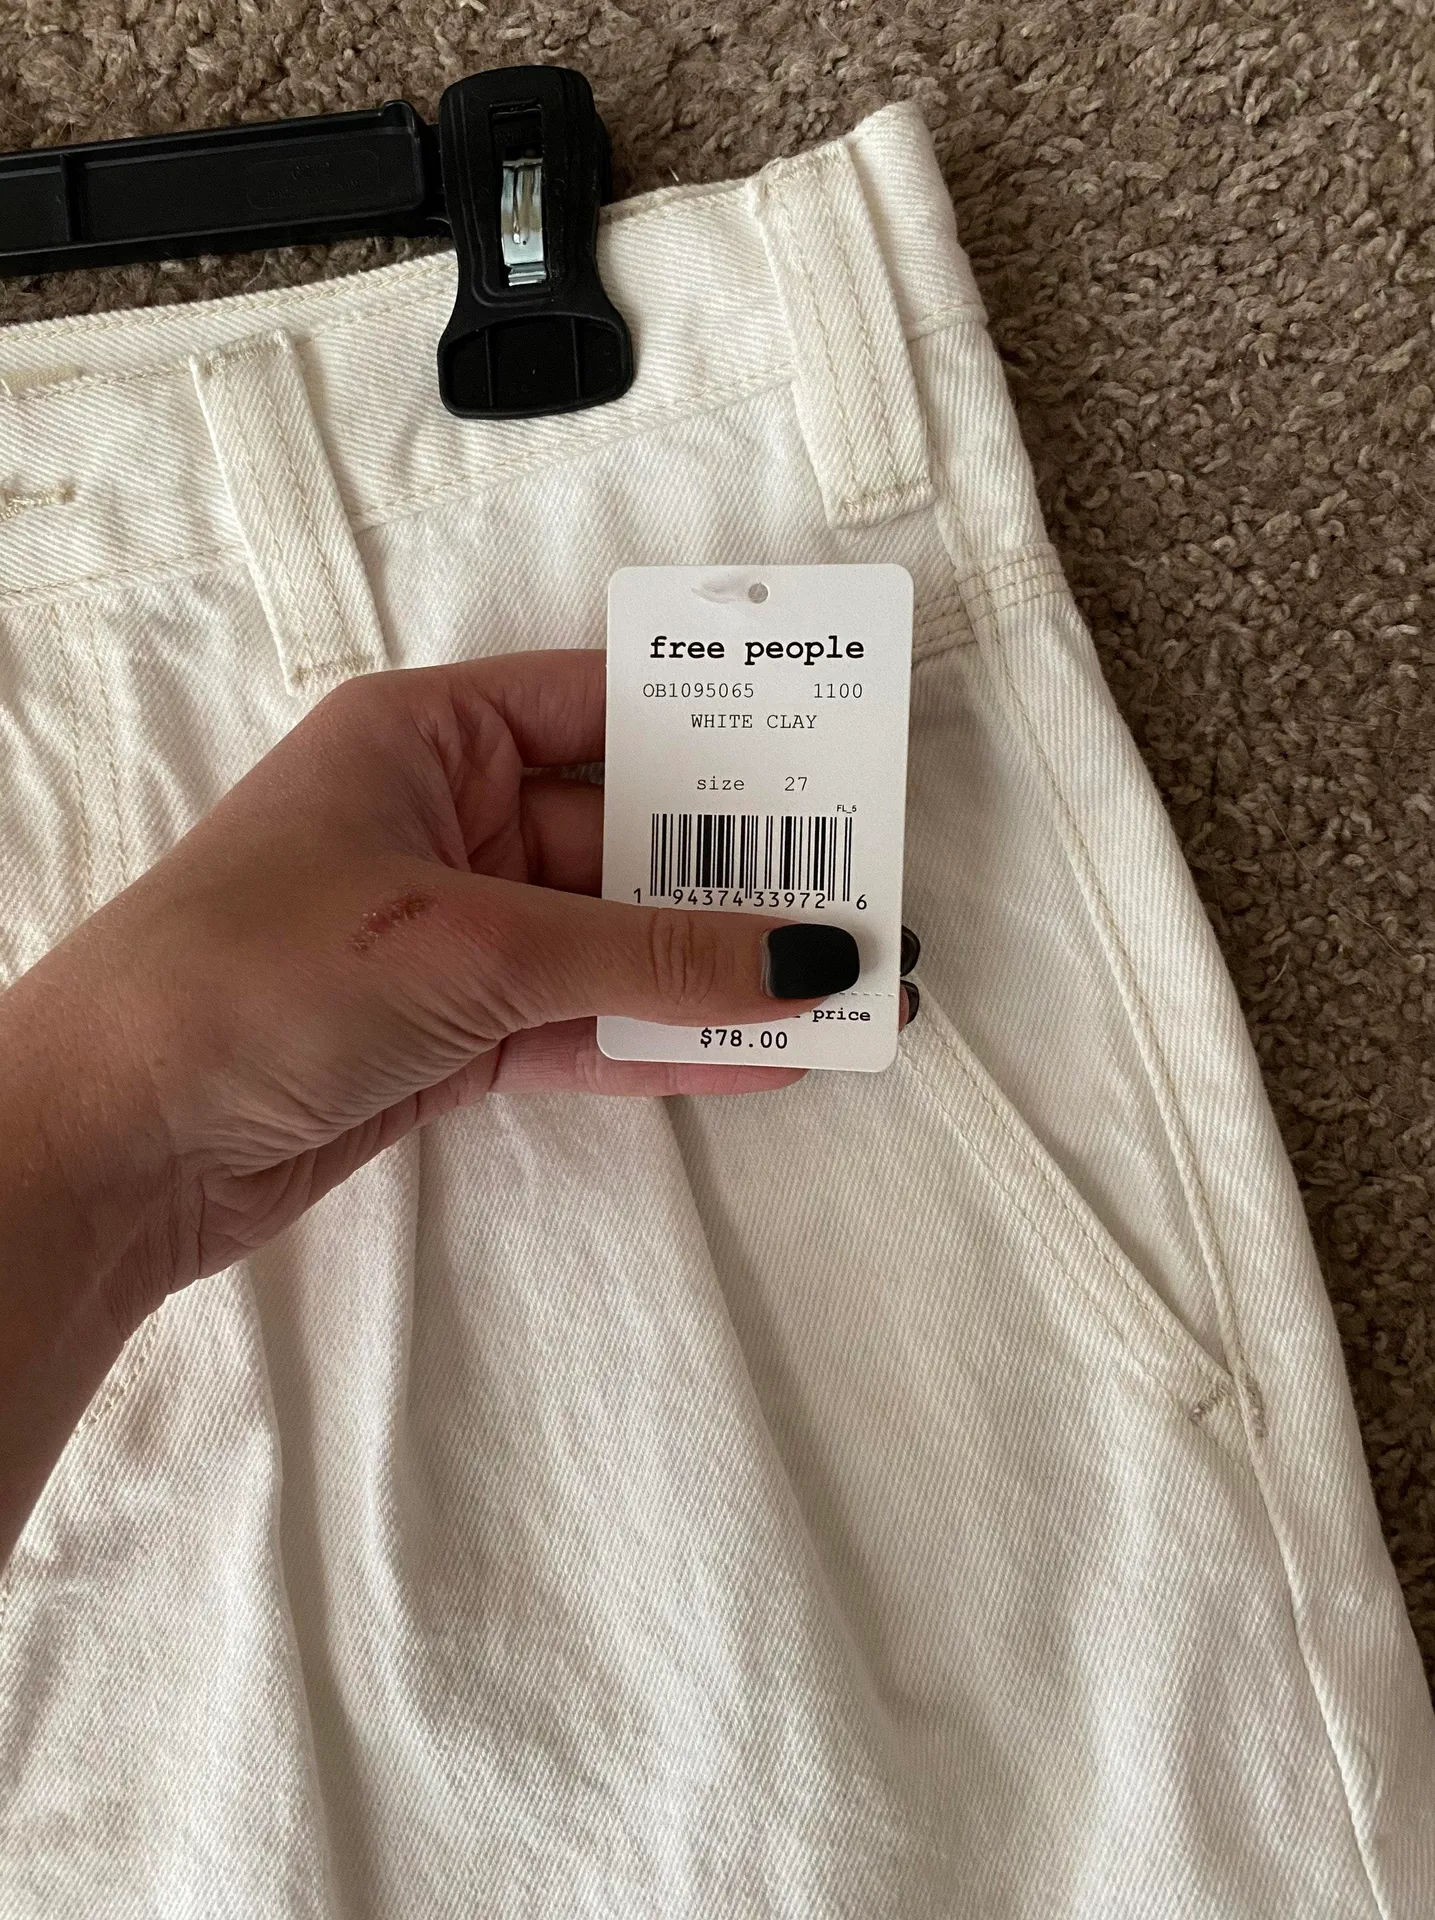 free people
OB1095065 1100
WHITE CLAY
size 27
FL_5
1 94374 33972 6
price
$78.00